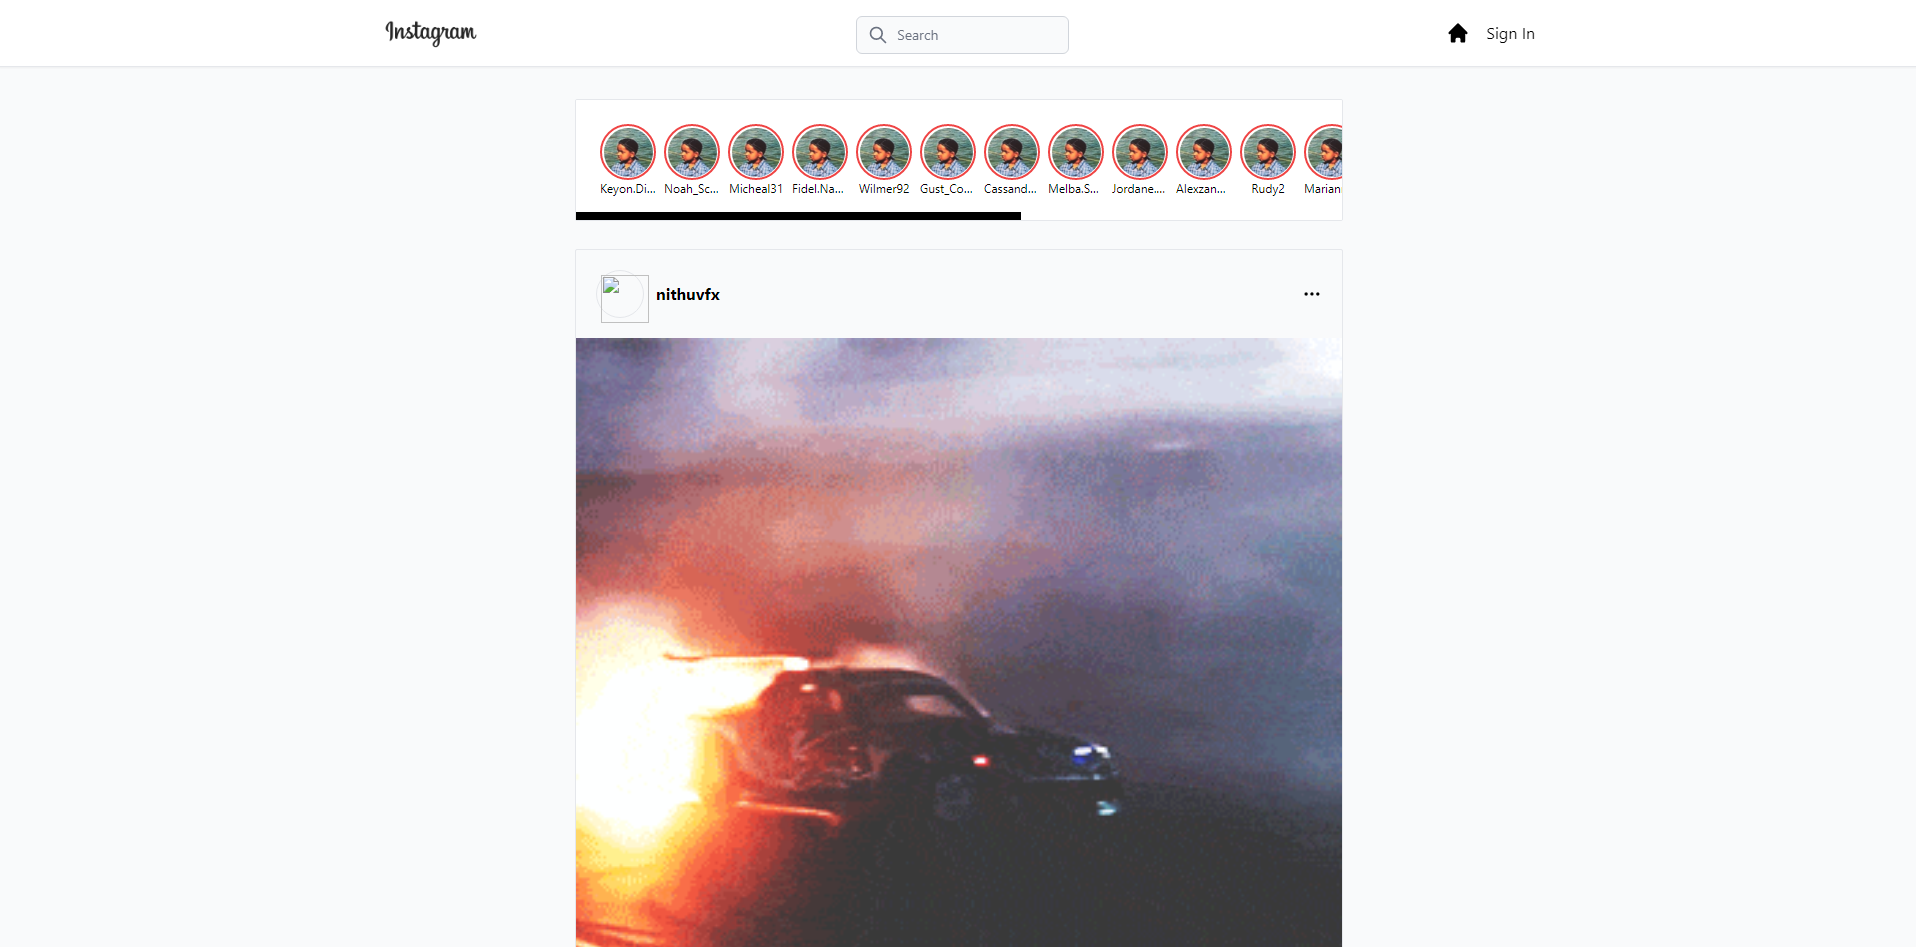 Instagram
Search
Sign In
Keyon.Di... Noah_Sc... Micheal31 Fidel.Na... Wilmer92 Gust_Co... Cassand... Melba.S... Jordane.... Alexzan... Rudy2 Marian
nithuvfx